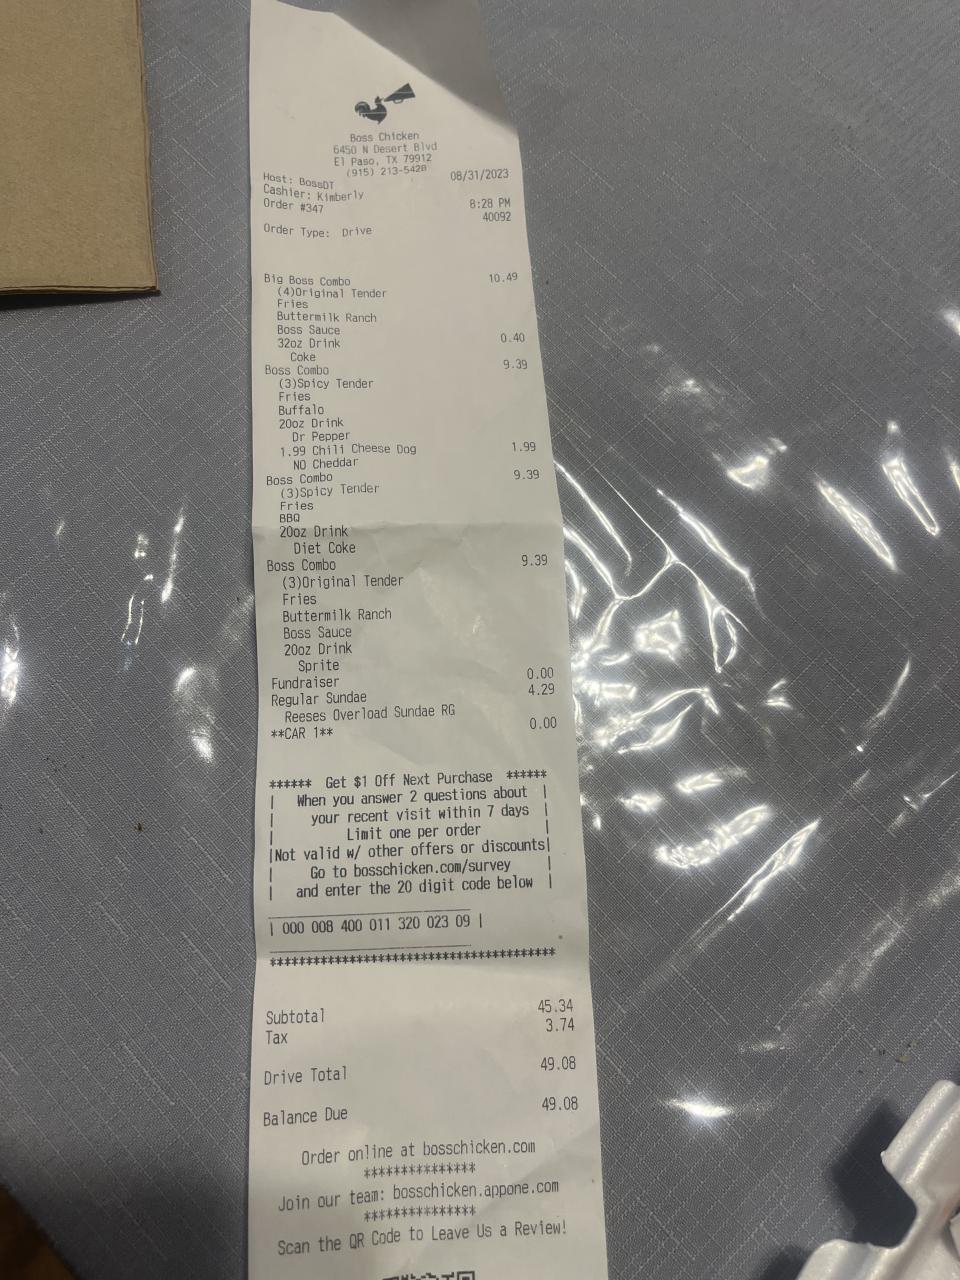 Boss Chicken
6450 N Desert Blvd
El Paso, TX 79912
(915) 213-5420
Host: BossDT 08/31/2023
Cashier: Kimberly 8:28 PM
Order #347 40092
Order Type: Drive
Big Boss Combo 10.49
(4)Original Tender
Fries
Buttermilk Ranch
Boss Sauce
32oz Drink 0.40
Coke
Boss Combo 9.39
(3)Spicy Tender
Fries
Buffalo
20oz Drink
Dr Pepper
1.99 Chili Cheese Dog 1.99
NO Cheddar
Boss Combo 9.39
(3)Spicy Tender
Fries
BBQ
20oz Drink
Diet Coke
Boss Combo 9.39
(3)Original Tender
Fries
Buttermilk Ranch
Boss Sauce
20oz Drink
Sprite
Fundraiser 0.00
Regular Sundae 4.29
Reeses Overload Sundae RG
**CAR 1** 0.00
****** Get $1 Off Next Purchase ******
| When you answer 2 questions about |
| your recent visit within 7 days |
| Limit one per order |
|Not valid w/ other offers or discounts|
| Go to bosschicken.com/survey |
| and enter the 20 digit code below |
| 000 008 400 011 320 023 09 |
****************************************
Subtotal 45.34
Tax 3.74
Drive Total 49.08
Balance Due 49.08
Order online at bosschicken.com
***************
Join our team: bosschicken.appone.com
***************
Scan the QR Code to Leave Us a Review!